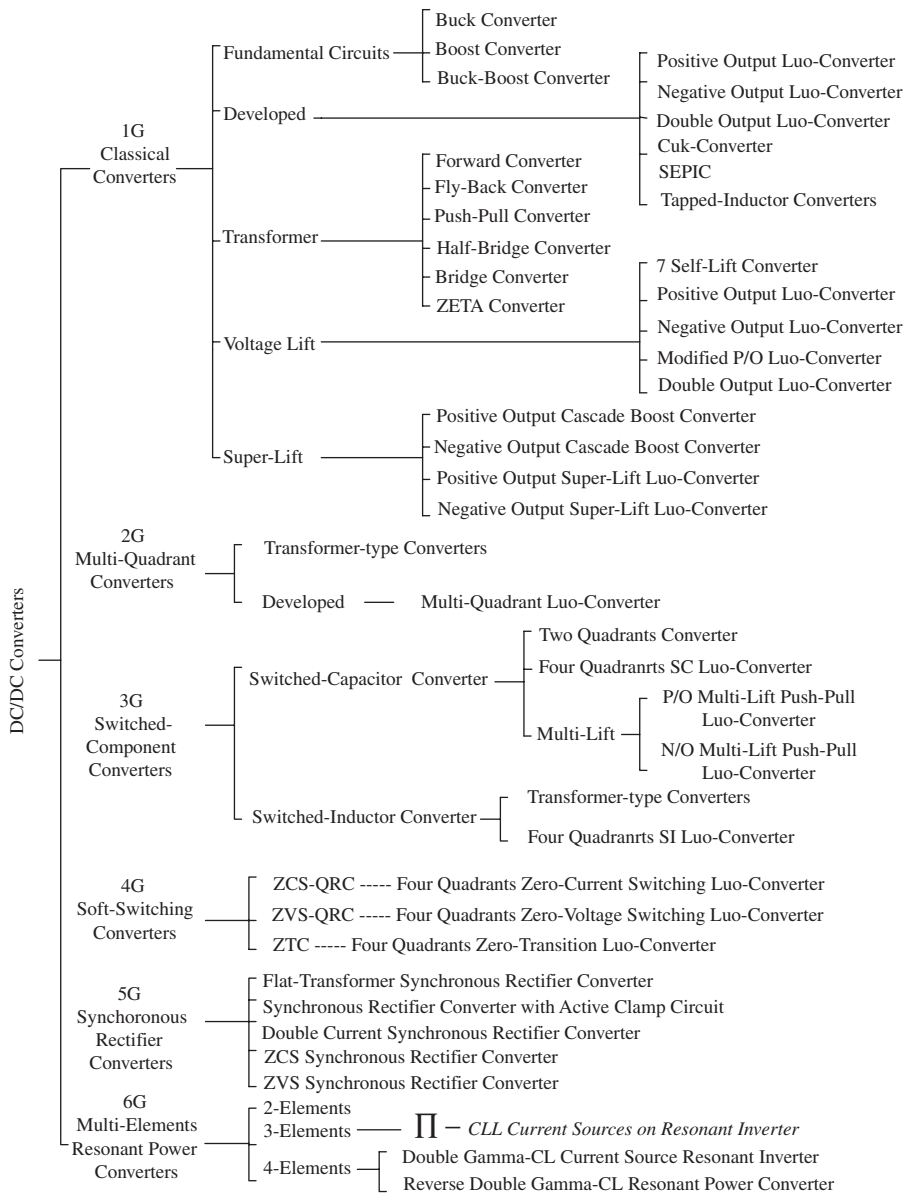 DC/DC Converters
1G
Classical
Converters
Fundamental Circuits
Buck Converter
Boost Converter
Buck-Boost Converter
Developed
Positive Output Luo-Converter
Negative Output Luo-Converter
Double Output Luo-Converter
Cuk-Converter
SEPIC
Tapped-Inductor Converters
Transformer
Forward Converter
Fly-Back Converter
Push-Pull Converter
Half-Bridge Converter
Bridge Converter
ZETA Converter
Voltage Lift
7 Self-Lift Converter
Positive Output Luo-Converter
Negative Output Luo-Converter
Modified P/O Luo-Converter
Double Output Luo-Converter
Super-Lift
Positive Output Cascade Boost Converter
Negative Output Cascade Boost Converter
Positive Output Super-Lift Luo-Converter
Negative Output Super-Lift Luo-Converter
2G
Multi-Quadrant
Converters
Transformer-type Converters
Developed — Multi-Quadrant Luo-Converter
3G
Switched-
Component
Converters
Switched-Capacitor Converter
Two Quadrants Converter
Four Quadranrts SC Luo-Converter
Multi-Lift
P/O Multi-Lift Push-Pull
Luo-Converter
N/O Multi-Lift Push-Pull
Luo-Converter
Switched-Inductor Converter
Transformer-type Converters
Four Quadranrts SI Luo-Converter
4G
Soft-Switching
Converters
ZCS-QRC ----- Four Quadrants Zero-Current Switching Luo-Converter
ZVS-QRC ----- Four Quadrants Zero-Voltage Switching Luo-Converter
ZTC ----- Four Quadrants Zero-Transition Luo-Converter
5G
Synchoronous
Rectifier
Converters
Flat-Transformer Synchronous Rectifier Converter
Synchronous Rectifier Converter with Active Clamp Circuit
Double Current Synchronous Rectifier Converter
ZCS Synchronous Rectifier Converter
ZVS Synchronous Rectifier Converter
6G
Multi-Elements
Resonant Power
Converters
2-Elements
3-Elements — ∏ – CLL Current Sources on Resonant Inverter
4-Elements
Double Gamma-CL Current Source Resonant Inverter
Reverse Double Gamma-CL Resonant Power Converter